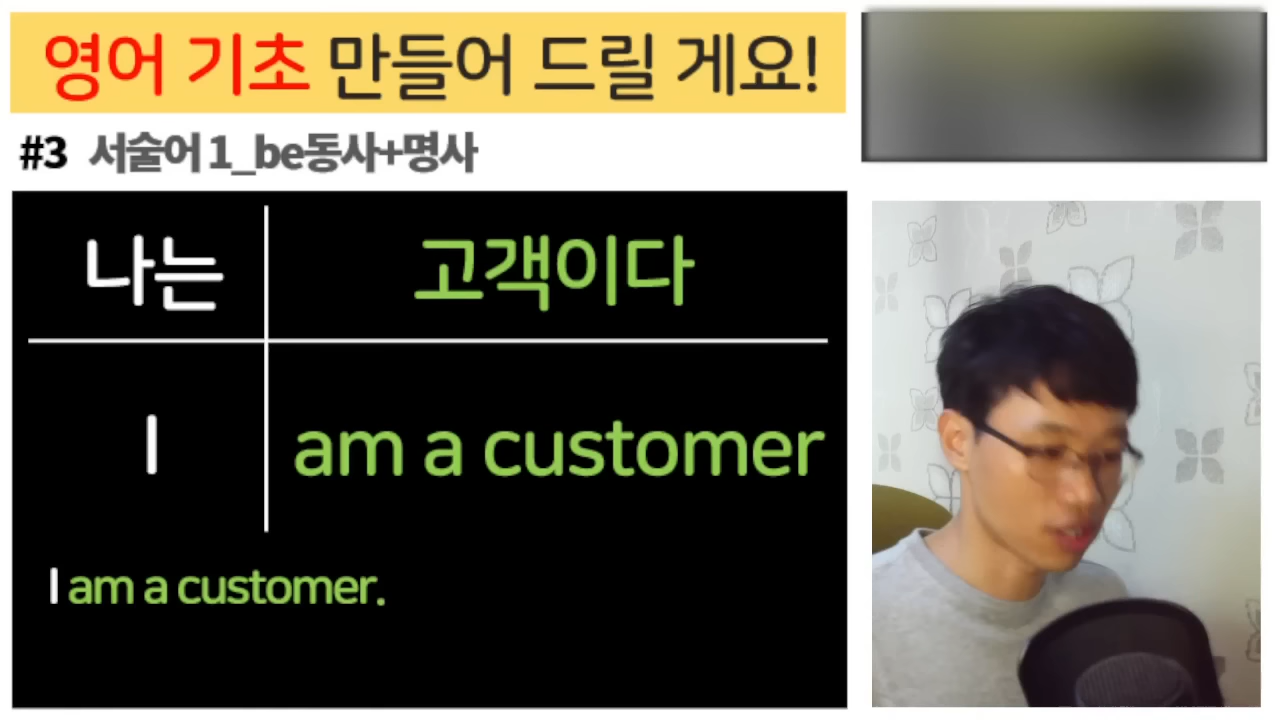 영어 기초 만들어 드릴 게요!
#3 서술어 1_be동사+명사
나는 고객이다
I am a customer
I am a customer.